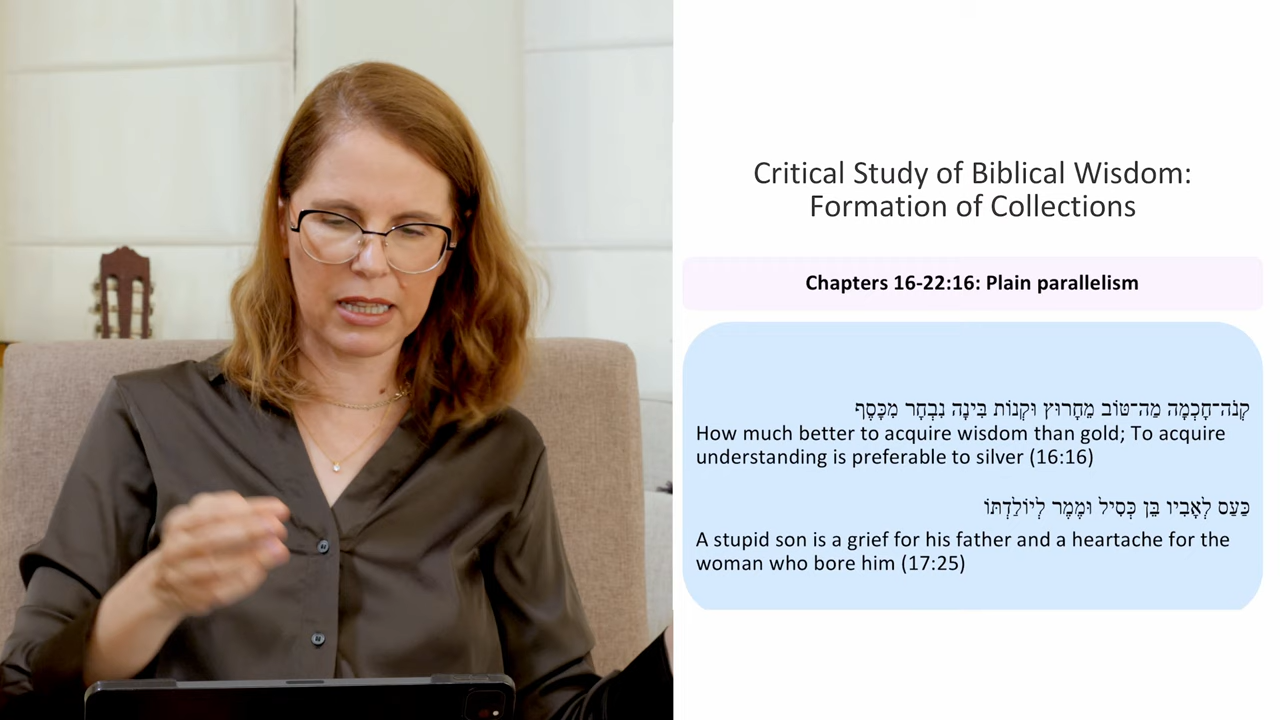 Critical Study of Biblical Wisdom:
Formation of Collections
Chapters 16-22:16: Plain parallelism
קְנֹה־חָכְמָה מַה־טּוֹב מֵחָרוּץ וּקְנוֹת בִּינָה נִבְחָר מִכָּסֶף
How much better to acquire wisdom than gold; To acquire
understanding is preferable to silver (16:16)
כַּעַס לְאָבִיו בֵּן כְּסִיל וּמֶמֶר לְיוֹלַדְתּוֹ
A stupid son is a grief for his father and a heartache for the
woman who bore him (17:25)